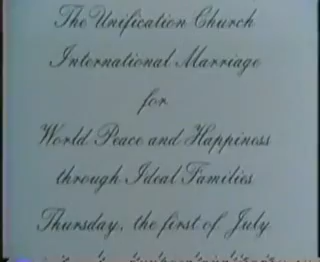 The Unification Church
International Marriage
for
World Peace and Happiness
through Ideal Families
Thursday, the first of July